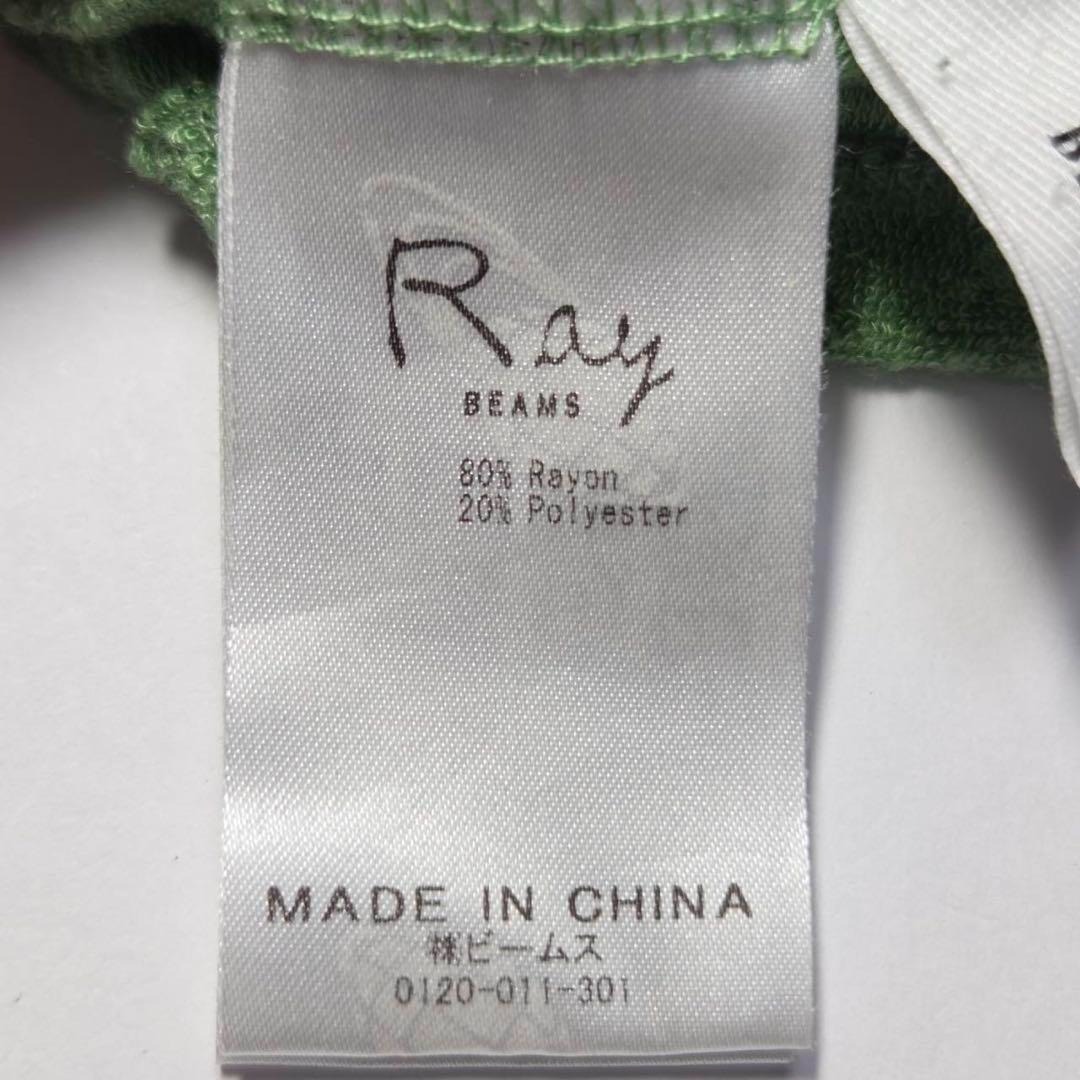 Ray
BEAMS
80% Rayon
20% Polyester
MADE IN CHINA
㈱ビームス
0120-011-301